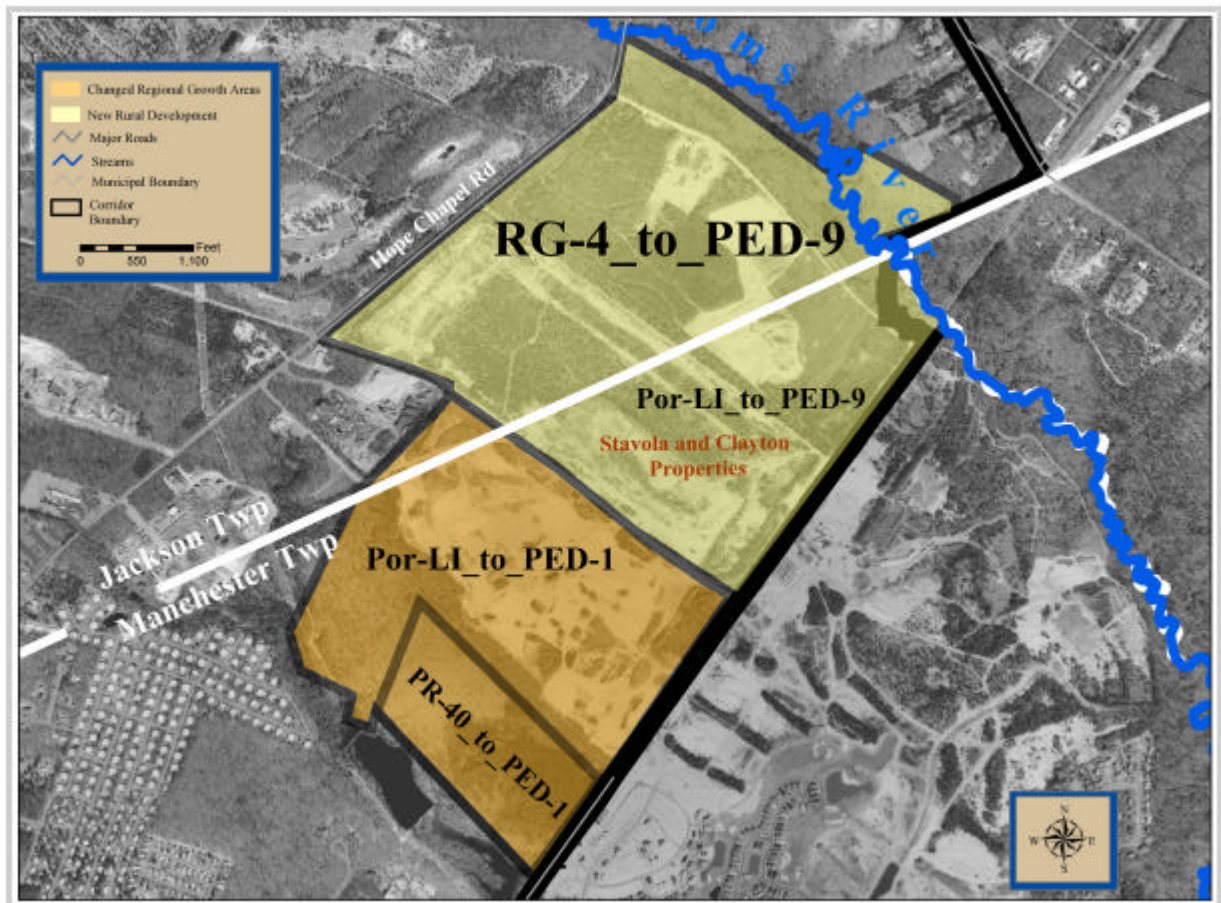 Changed Regional Growth Areas
New Rural Development
Major Roads
Streams
Municipal Boundary
Corridor
Boundary
Feet
0 550 1,100
oms River
Hope Chapel Rd
RG-4_to_PED-9
Por-LI_to_PED-9
Stavola and Clayton
Properties
Jackson Twp
Manchester Twp
Por-LI_to_PED-1
PR-40_to_PED-1
N
W E
S